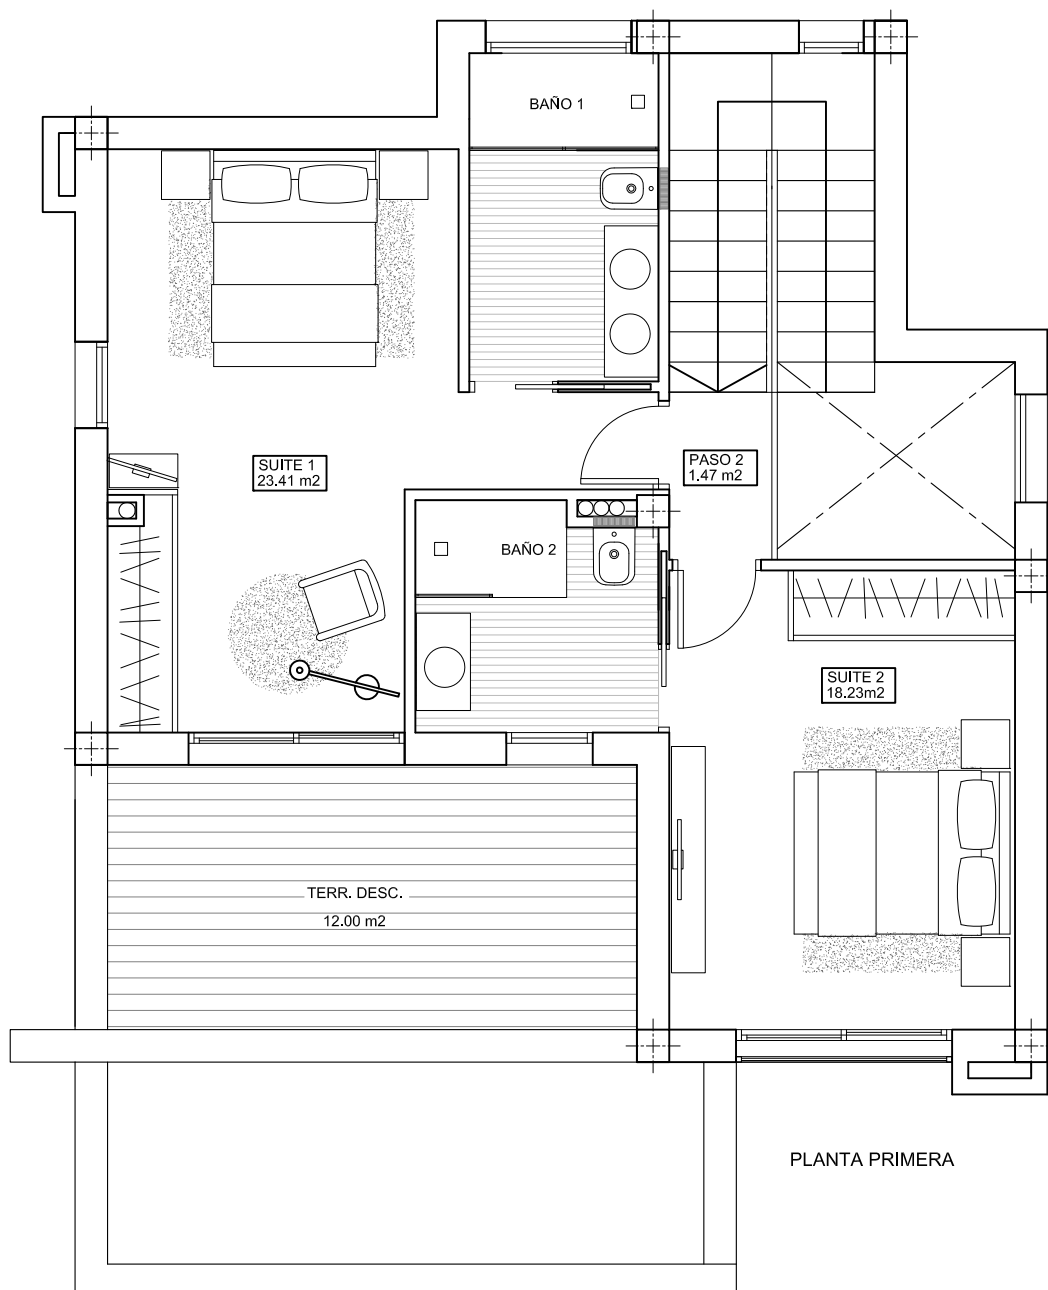 BAÑO 1
SUITE 1
23.41 m2
PASO 2
1.47 m2
BAÑO 2
SUITE 2
18.23m2
TERR. DESC.
12.00 m2
PLANTA PRIMERA